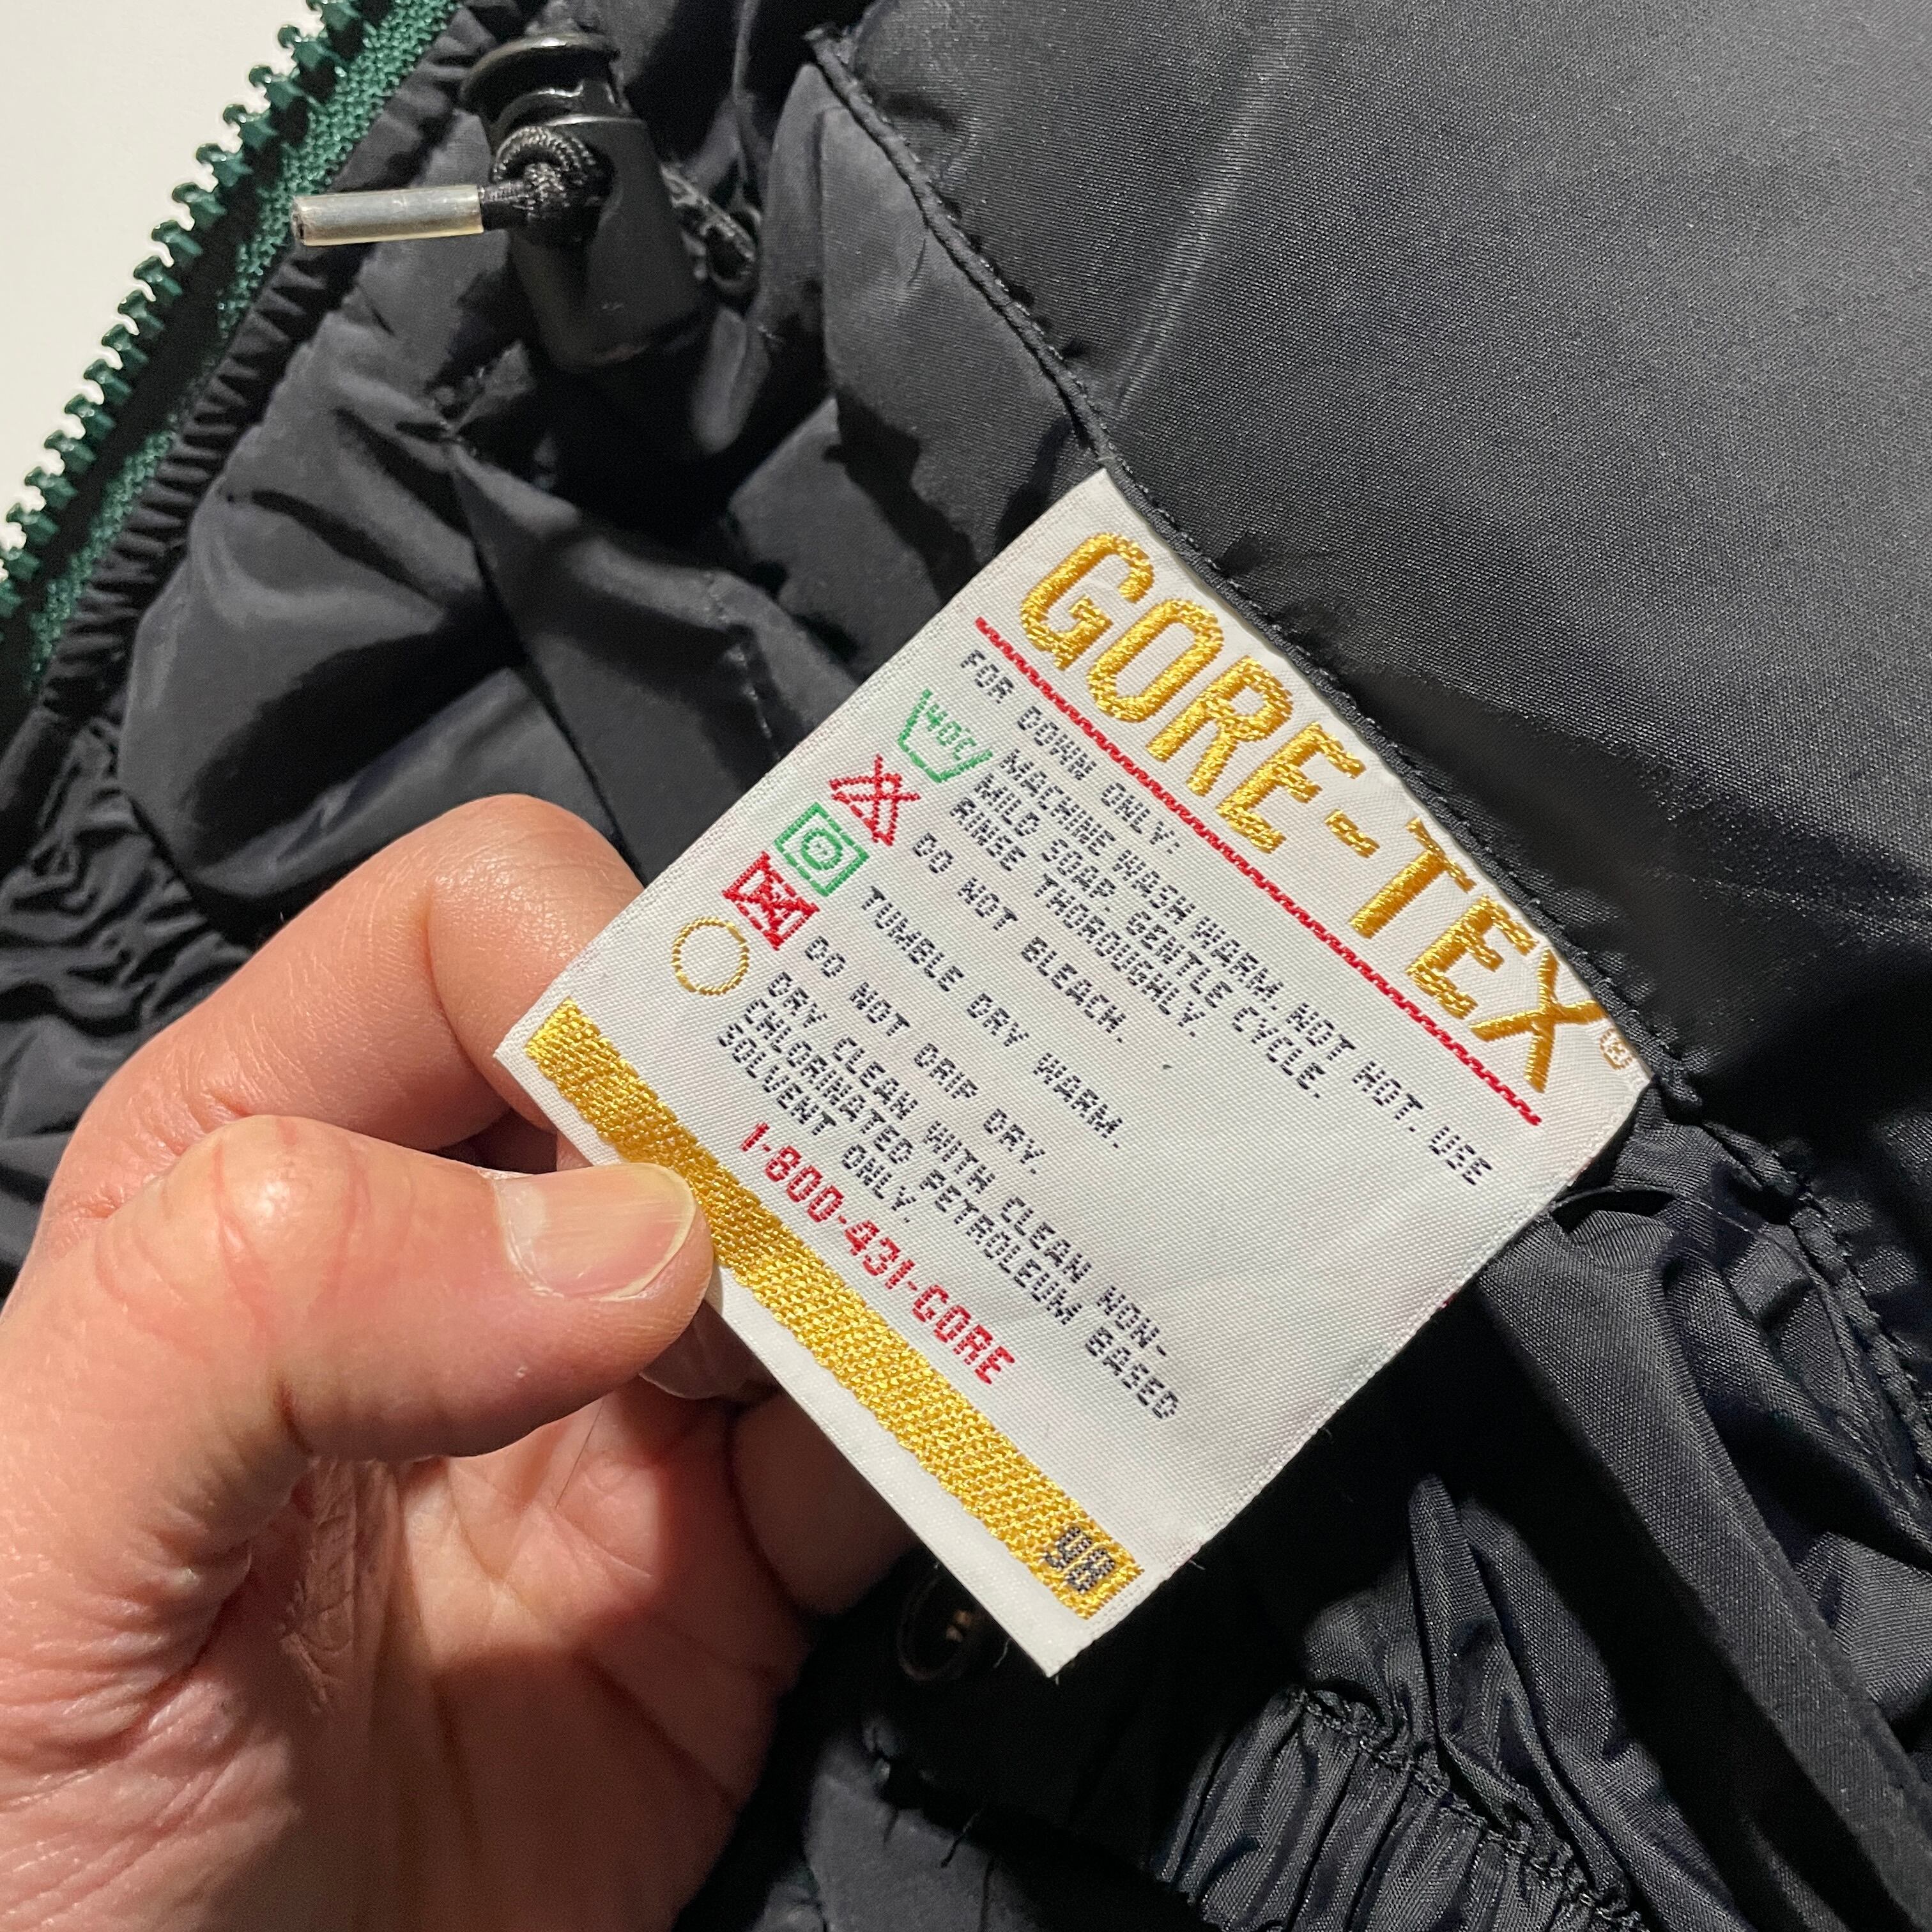 GORE-TEX®
FOR DOWN ONLY:
40C
MACHINE WASH WARM, NOT HOT. USE
MILD SOAP. GENTLE CYCLE.
RINSE THOROUGHLY.
DO NOT BLEACH.
TUMBLE DRY WARM.
DO NOT DRIP DRY.
DRY CLEAN WITH CLEAN NON-
CHLORINATED PETROLEUM BASED
SOLVENT ONLY.
1-800-431-GORE